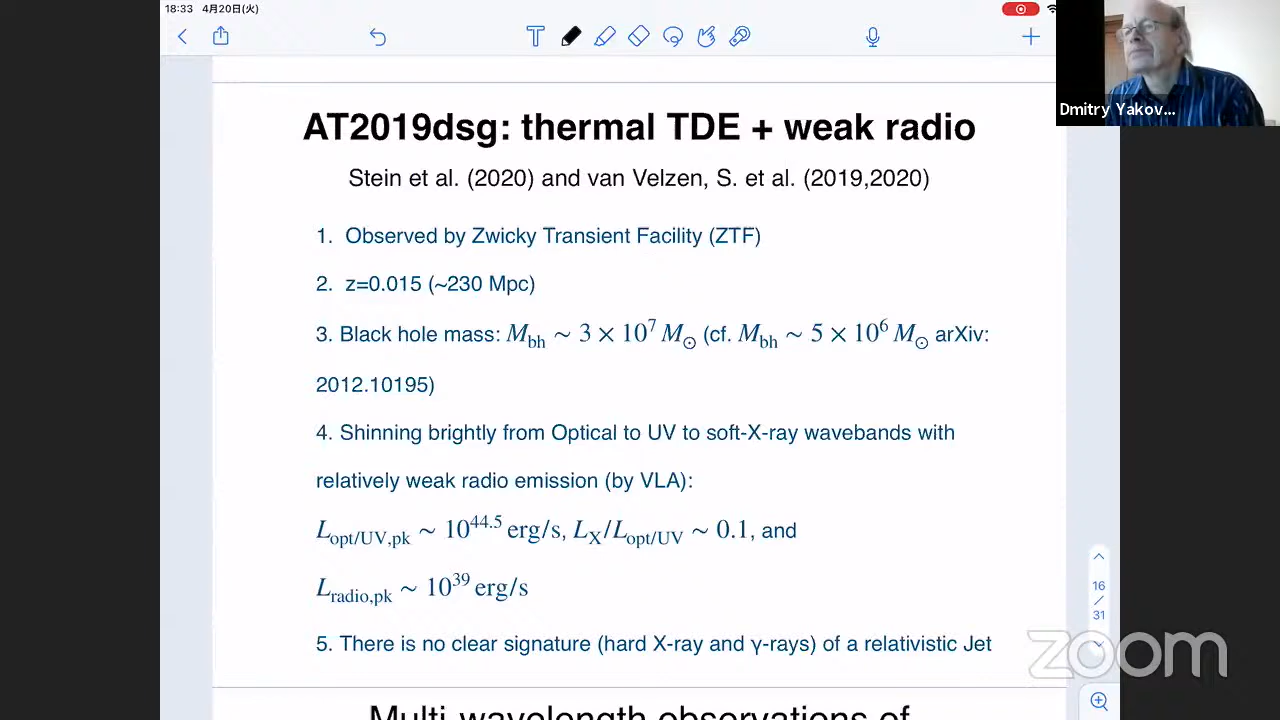 18:33 4月20日(火)
Dmitry Yakov...
AT2019dsg: thermal TDE + weak radio
Stein et al. (2020) and van Velzen, S. et al. (2019,2020)
1. Observed by Zwicky Transient Facility (ZTF)
2. z=0.015 (~230 Mpc)
3. Black hole mass: M_bh ∼ 3 × 10^7 M_⊙ (cf. M_bh ∼ 5 × 10^6 M_⊙ arXiv:
2012.10195)
4. Shinning brightly from Optical to UV to soft-X-ray wavebands with
relatively weak radio emission (by VLA):
L_opt/UV,pk ∼ 10^44.5 erg/s, L_X/L_opt/UV ∼ 0.1, and
L_radio,pk ∼ 10^39 erg/s
5. There is no clear signature (hard X-ray and γ-rays) of a relativistic Jet
16
/
31
zoom
Multi-wavelength observations of